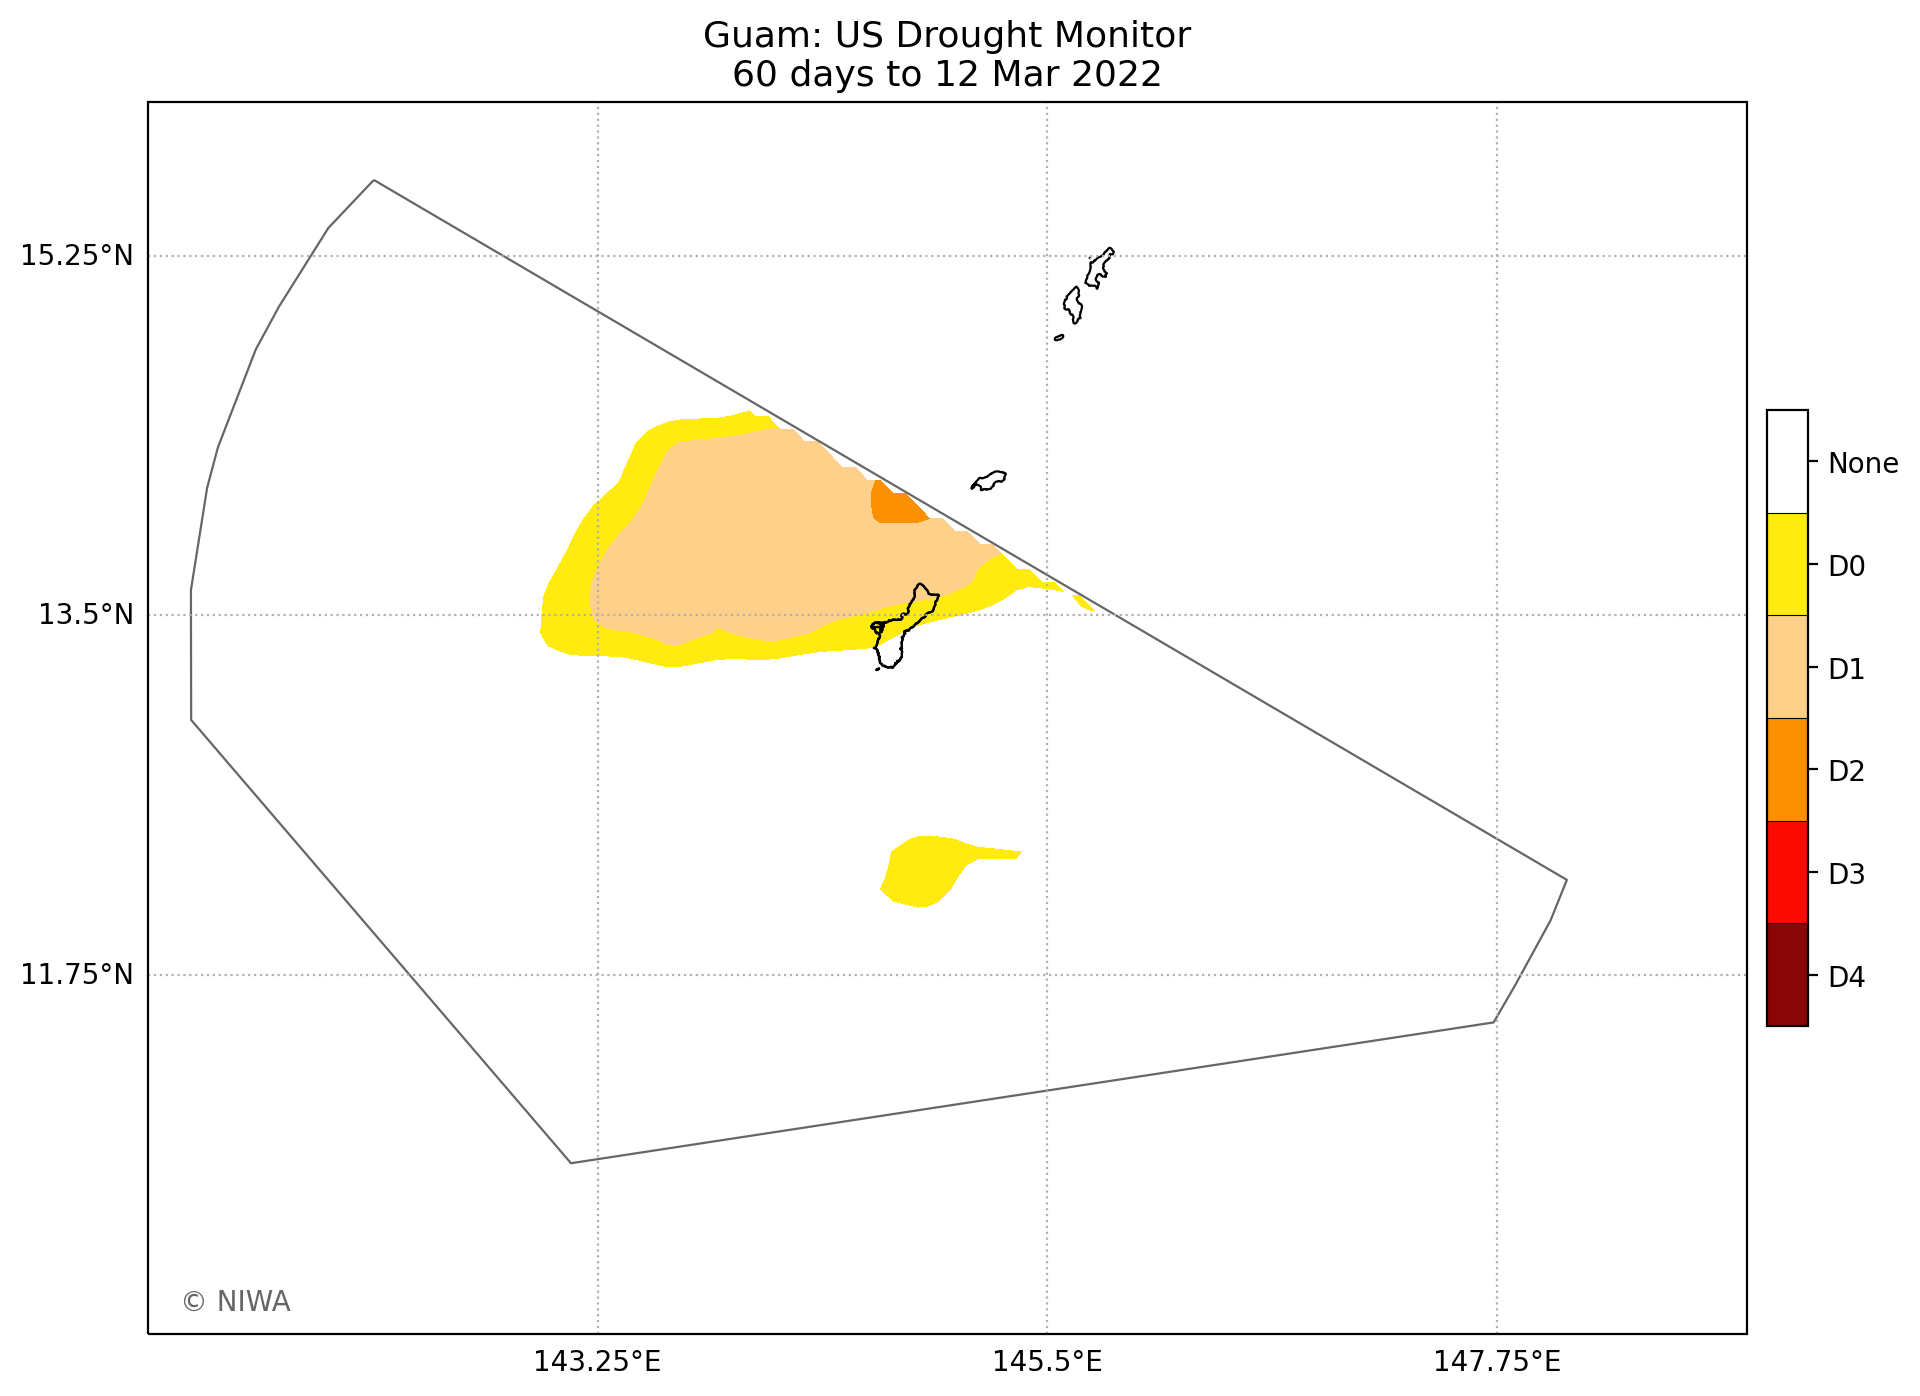 Guam: US Drought Monitor
60 days to 12 Mar 2022
15.25°N
13.5°N
11.75°N
143.25°E
145.5°E
147.75°E
None
D0
D1
D2
D3
D4
© NIWA